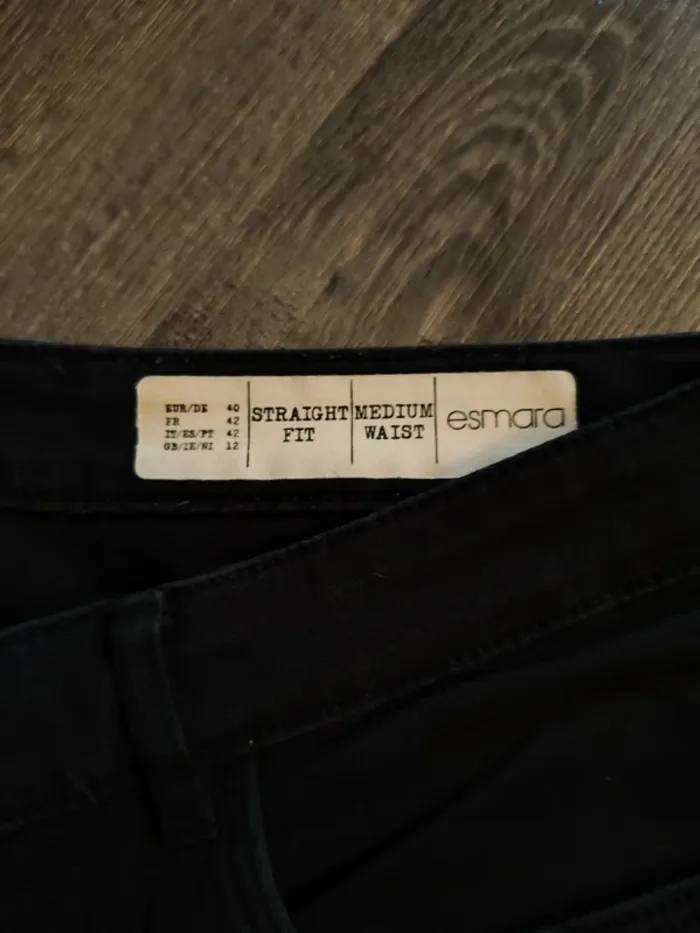 EUR/DE 40
FR 42
IT/ES/PT 42
GB/IE/NI 12
STRAIGHT
FIT
MEDIUM
WAIST
esmara